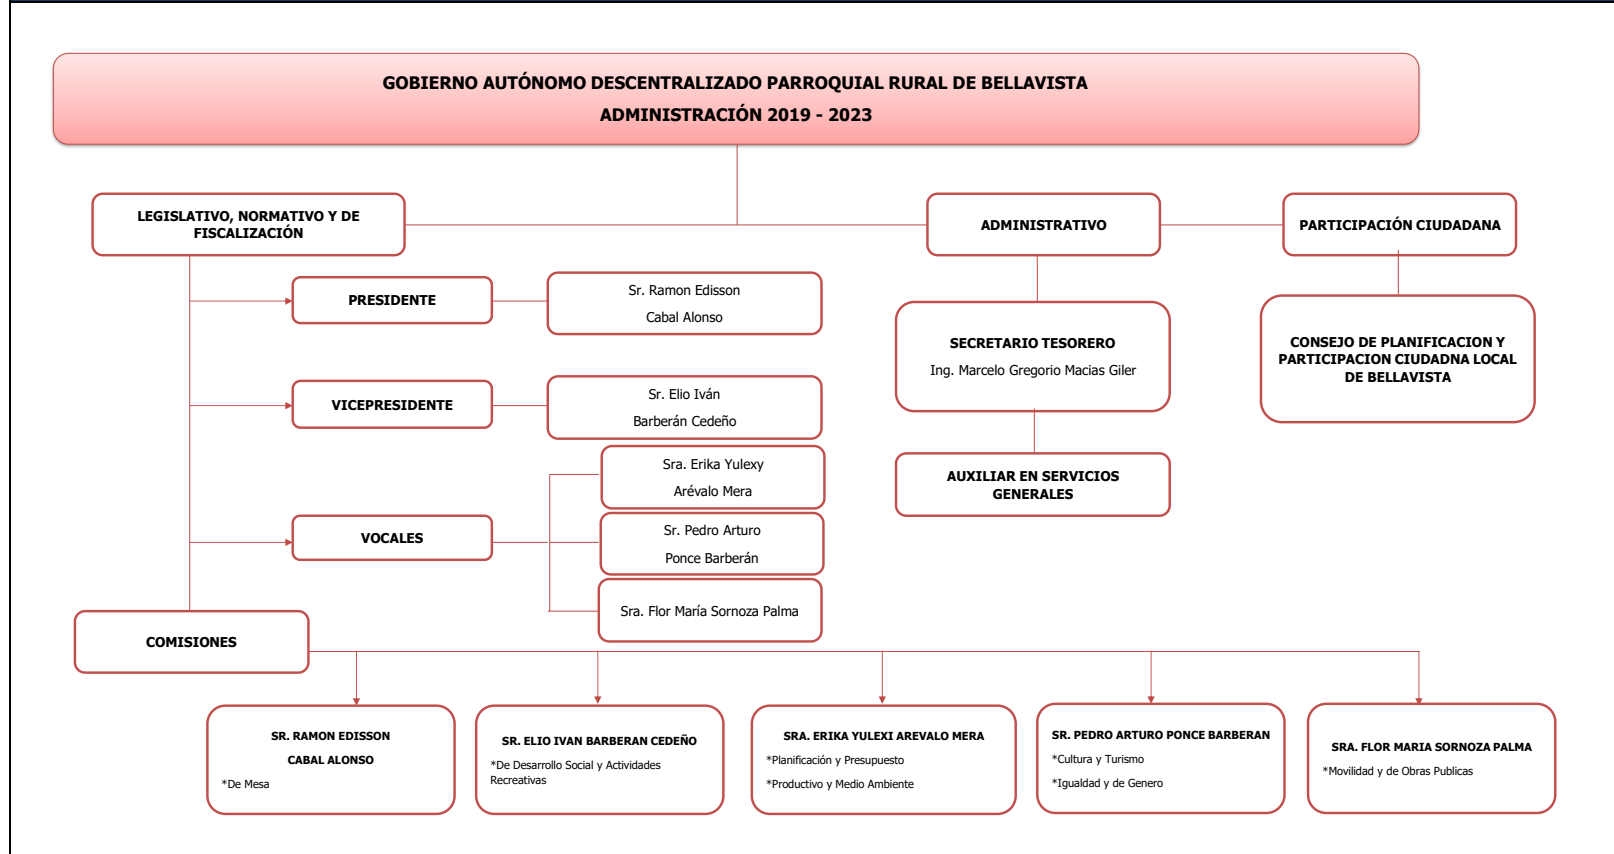 GOBIERNO AUTÓNOMO DESCENTRALIZADO PARROQUIAL RURAL DE BELLAVISTA
ADMINISTRACIÓN 2019 - 2023
LEGISLATIVO, NORMATIVO Y DE
FISCALIZACIÓN
ADMINISTRATIVO
PARTICIPACIÓN CIUDADANA
PRESIDENTE
Sr. Ramon Edisson
Cabal Alonso
SECRETARIO TESORERO
Ing. Marcelo Gregorio Macias Giler
CONSEJO DE PLANIFICACION Y
PARTICIPACION CIUDADNA LOCAL
DE BELLAVISTA
VICEPRESIDENTE
Sr. Elio Iván
Barberán Cedeño
AUXILIAR EN SERVICIOS
GENERALES
VOCALES
Sra. Erika Yulexy
Arévalo Mera
Sr. Pedro Arturo
Ponce Barberán
Sra. Flor María Sornoza Palma
COMISIONES
SR. RAMON EDISSON
CABAL ALONSO
*De Mesa
SR. ELIO IVAN BARBERAN CEDEÑO
*De Desarrollo Social y Actividades
Recreativas
SRA. ERIKA YULEXI AREVALO MERA
*Planificación y Presupuesto
*Productivo y Medio Ambiente
SR. PEDRO ARTURO PONCE BARBERAN
*Cultura y Turismo
*Igualdad y de Genero
SRA. FLOR MARIA SORNOZA PALMA
*Movilidad y de Obras Publicas